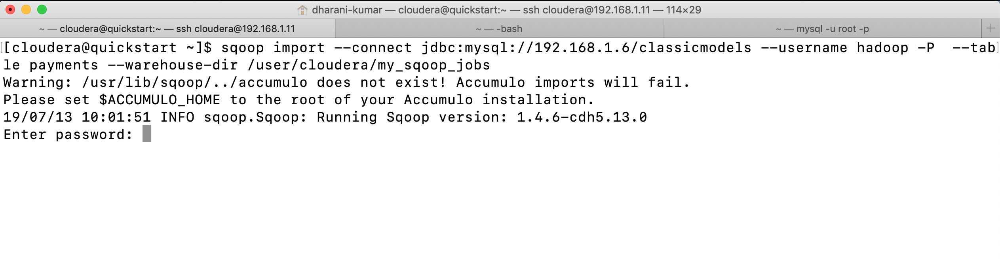 dharani-kumar — cloudera@quickstart:~ — ssh cloudera@192.168.1.11 — 114×29
~ — cloudera@quickstart:~ — ssh cloudera@192.168.1.11
~ — -bash
~ — mysql -u root -p
[cloudera@quickstart ~]$ sqoop import --connect jdbc:mysql://192.168.1.6/classicmodels --username hadoop -P  --tab
le payments --warehouse-dir /user/cloudera/my_sqoop_jobs
Warning: /usr/lib/sqoop/../accumulo does not exist! Accumulo imports will fail.
Please set $ACCUMULO_HOME to the root of your Accumulo installation.
19/07/13 10:01:51 INFO sqoop.Sqoop: Running Sqoop version: 1.4.6-cdh5.13.0
Enter password: